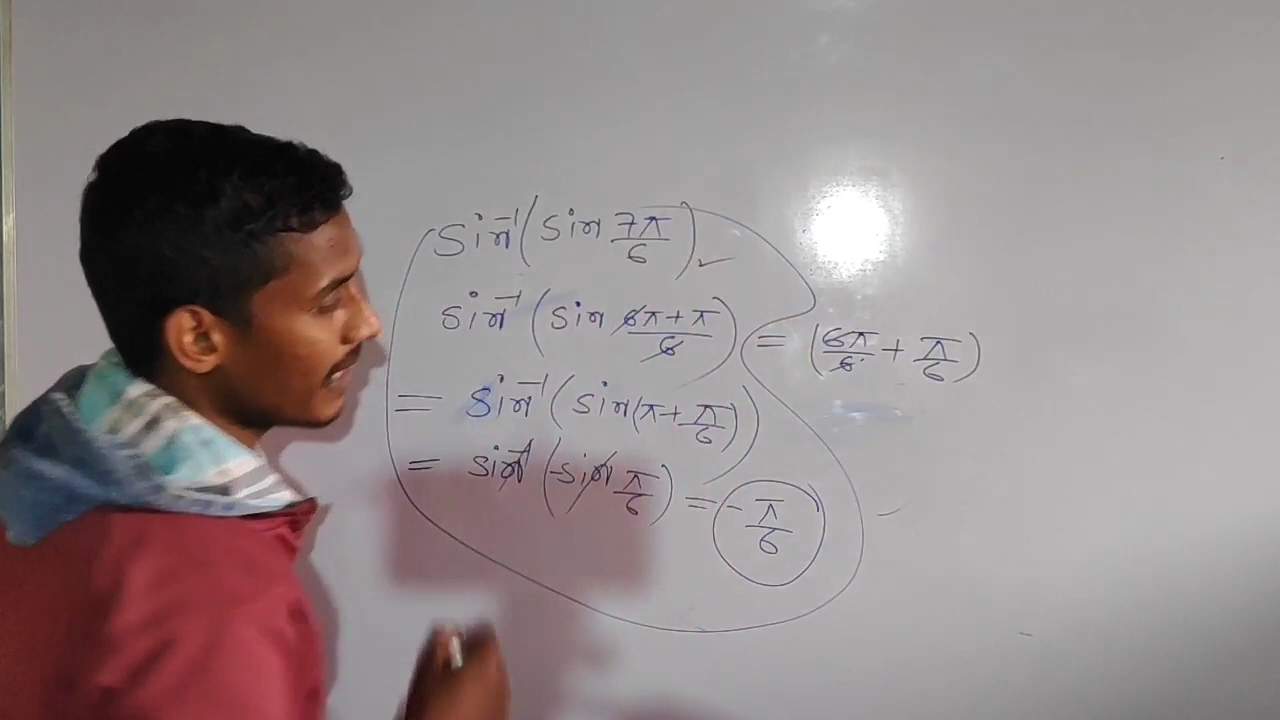 sin⁻¹(sin 7π/6) ✓
sin⁻¹(sin 6π+π/6) = (6π/6 + π/6)
= sin⁻¹(sin(π+π/6))
= sin⁻¹(-sin π/6) = -π/6